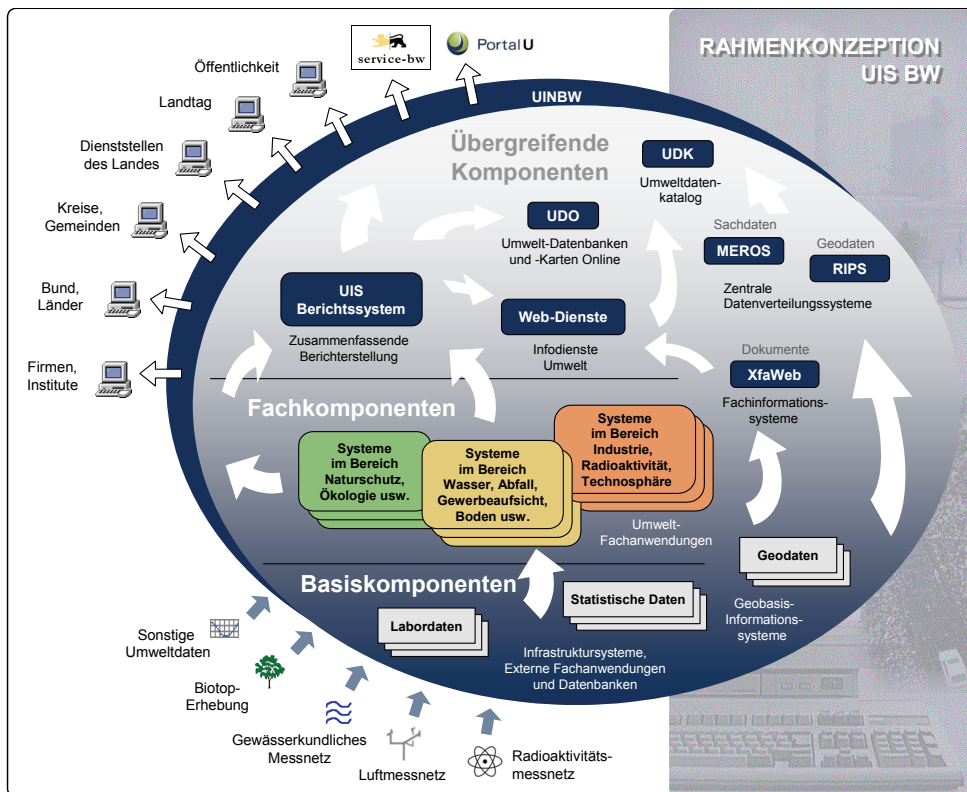 RAHMENKONZEPTION
UIS BW
service-bw
PortalU
Öffentlichkeit
Landtag
Dienststellen
des Landes
Kreise,
Gemeinden
Bund,
Länder
Firmen,
Institute
UINBW
Übergreifende
Komponenten
UDK
Umweltdaten-
katalog
UDO
Umwelt-Datenbanken
und -Karten Online
Sachdaten
MEROS
Geodaten
RIPS
Zentrale
Datenverteilungssysteme
UIS
Berichtssystem
Zusammenfassende
Berichterstellung
Web-Dienste
Infodienste
Umwelt
Dokumente
XfaWeb
Fachinformations-
systeme
Fachkomponenten
Systeme
im Bereich
Naturschutz,
Ökologie usw.
Systeme
im Bereich
Wasser, Abfall,
Gewerbeaufsicht,
Boden usw.
Systeme
im Bereich
Industrie,
Radioaktivität,
Technosphäre
Umwelt-
Fachanwendungen
Basiskomponenten
Labordaten
Statistische Daten
Geodaten
Infrastruktursysteme,
Externe Fachanwendungen
und Datenbanken
Geobasis-
Informations-
systeme
Sonstige
Umweltdaten
Biotop-
Erhebung
Gewässerkundliches
Messnetz
Luftmessnetz
Radioaktivitäts-
messnetz